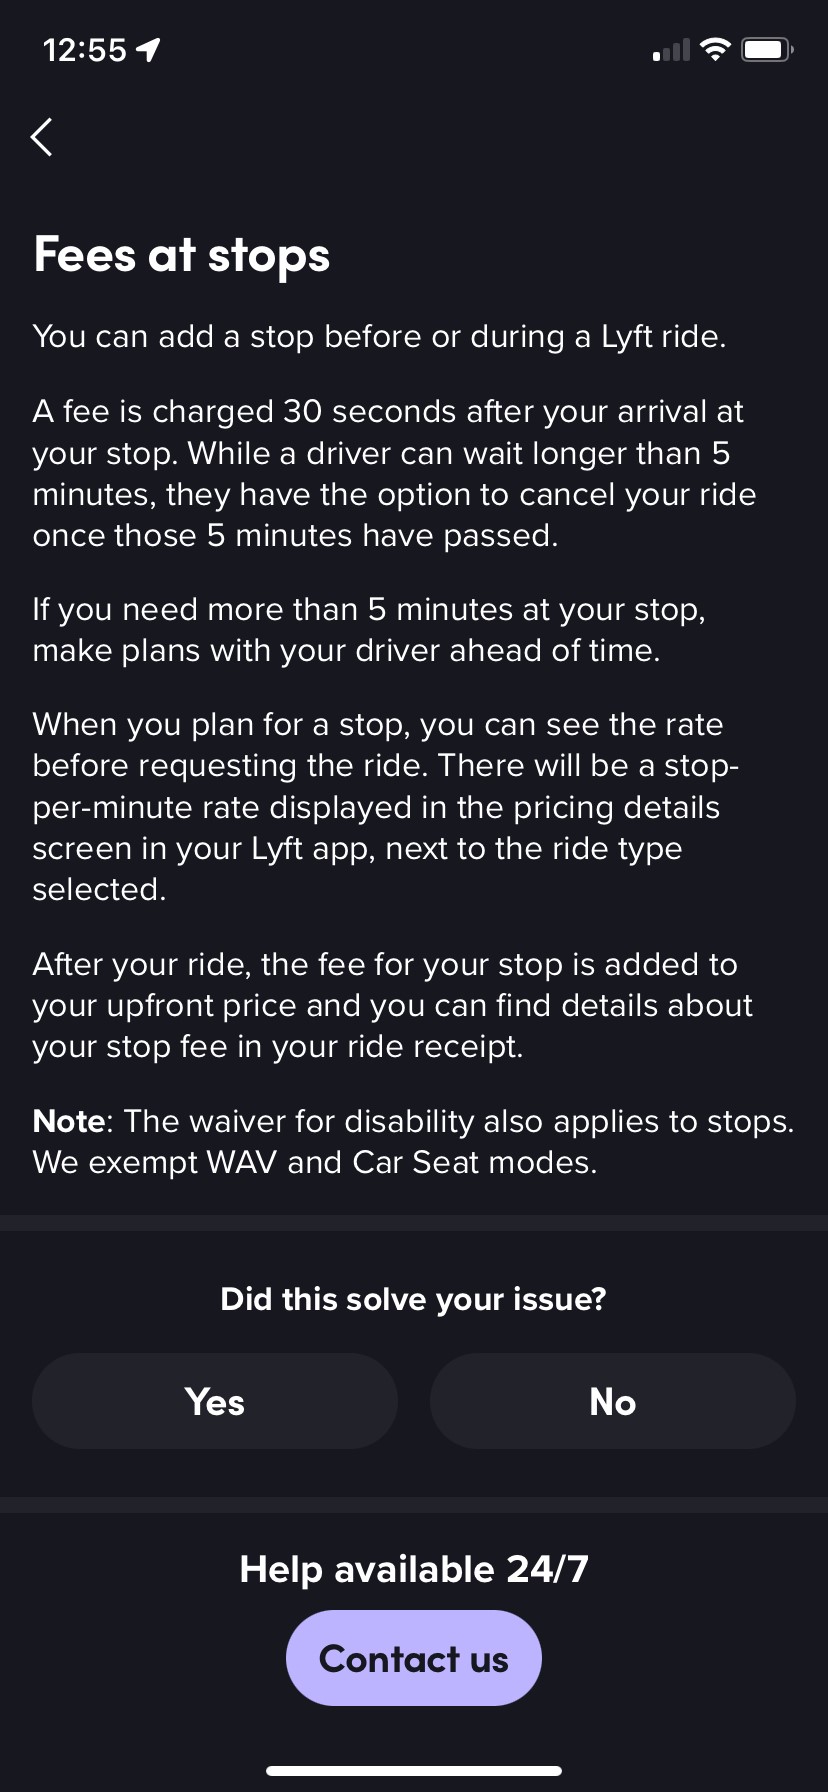 12:55
Fees at stops
You can add a stop before or during a Lyft ride.
A fee is charged 30 seconds after your arrival at
your stop. While a driver can wait longer than 5
minutes, they have the option to cancel your ride
once those 5 minutes have passed.
If you need more than 5 minutes at your stop,
make plans with your driver ahead of time.
When you plan for a stop, you can see the rate
before requesting the ride. There will be a stop-
per-minute rate displayed in the pricing details
screen in your Lyft app, next to the ride type
selected.
After your ride, the fee for your stop is added to
your upfront price and you can find details about
your stop fee in your ride receipt.
Note: The waiver for disability also applies to stops.
We exempt WAV and Car Seat modes.
Did this solve your issue?
Yes No
Help available 24/7
Contact us